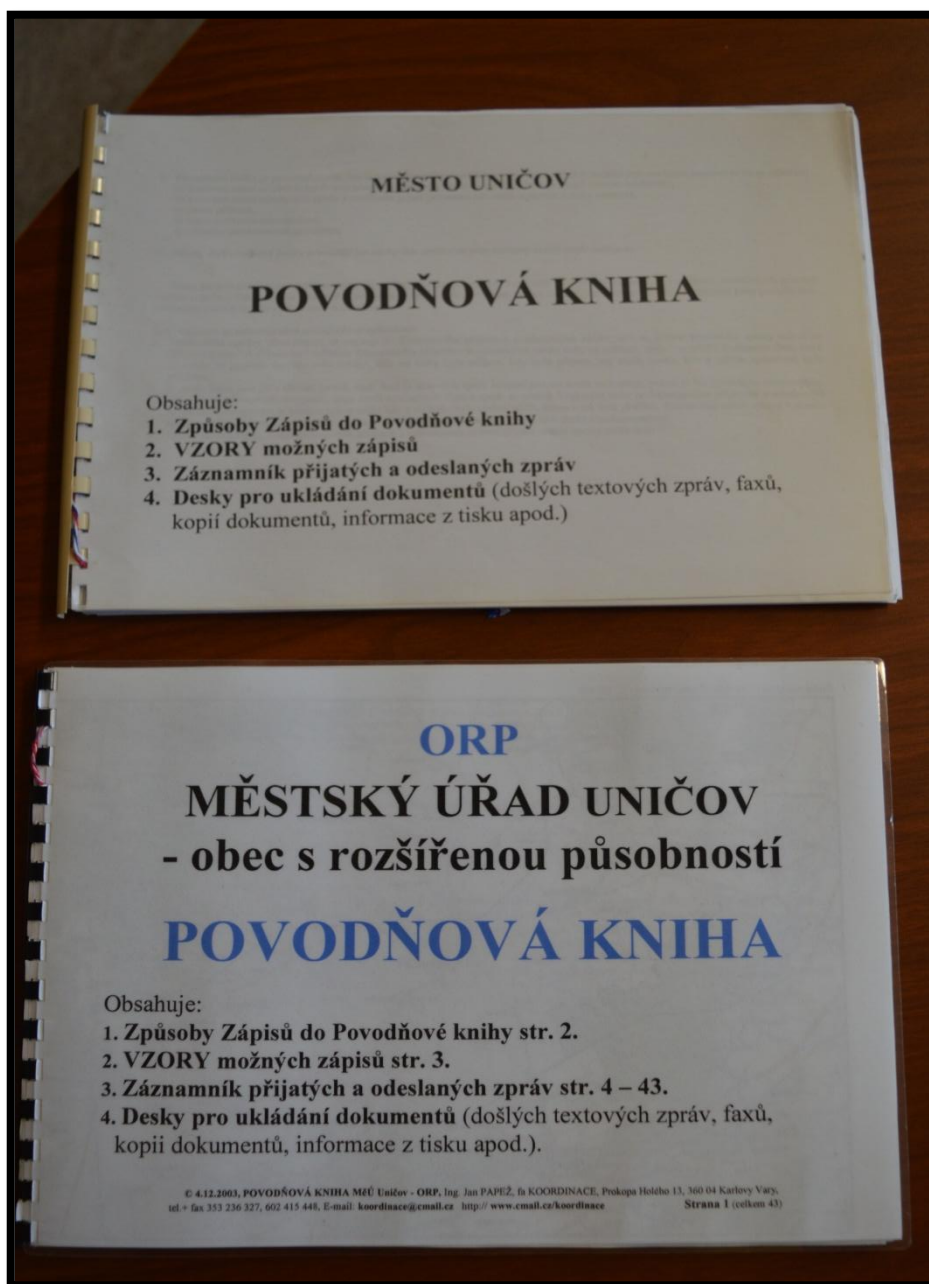 MĚSTO UNIČOV
POVODŇOVÁ KNIHA
Obsahuje:
1. Způsoby Zápisů do Povodňové knihy
2. VZORY možných zápisů
3. Záznamník přijatých a odeslaných zpráv
4. Desky pro ukládání dokumentů (došlých textových zpráv, faxů,
kopií dokumentů, informace z tisku apod.)
ORP
MĚSTSKÝ ÚŘAD UNIČOV
- obec s rozšířenou působností
POVODŇOVÁ KNIHA
Obsahuje:
1. Způsoby Zápisů do Povodňové knihy str. 2.
2. VZORY možných zápisů str. 3.
3. Záznamník přijatých a odeslaných zpráv str. 4 – 43.
4. Desky pro ukládání dokumentů (došlých textových zpráv, faxů,
kopii dokumentů, informace z tisku apod.).
© 4.12.2003, POVODŇOVÁ KNIHA MěÚ Uničov - ORP, Ing. Jan PAPEŽ, fa KOORDINACE, Prokopa Holého 13, 360 04 Karlovy Vary,
tel.+ fax 353 236 327, 602 415 448, E-mail: koordinace@cmail.cz http:// www.cmail.cz/koordinace Strana 1 (celkem 43)